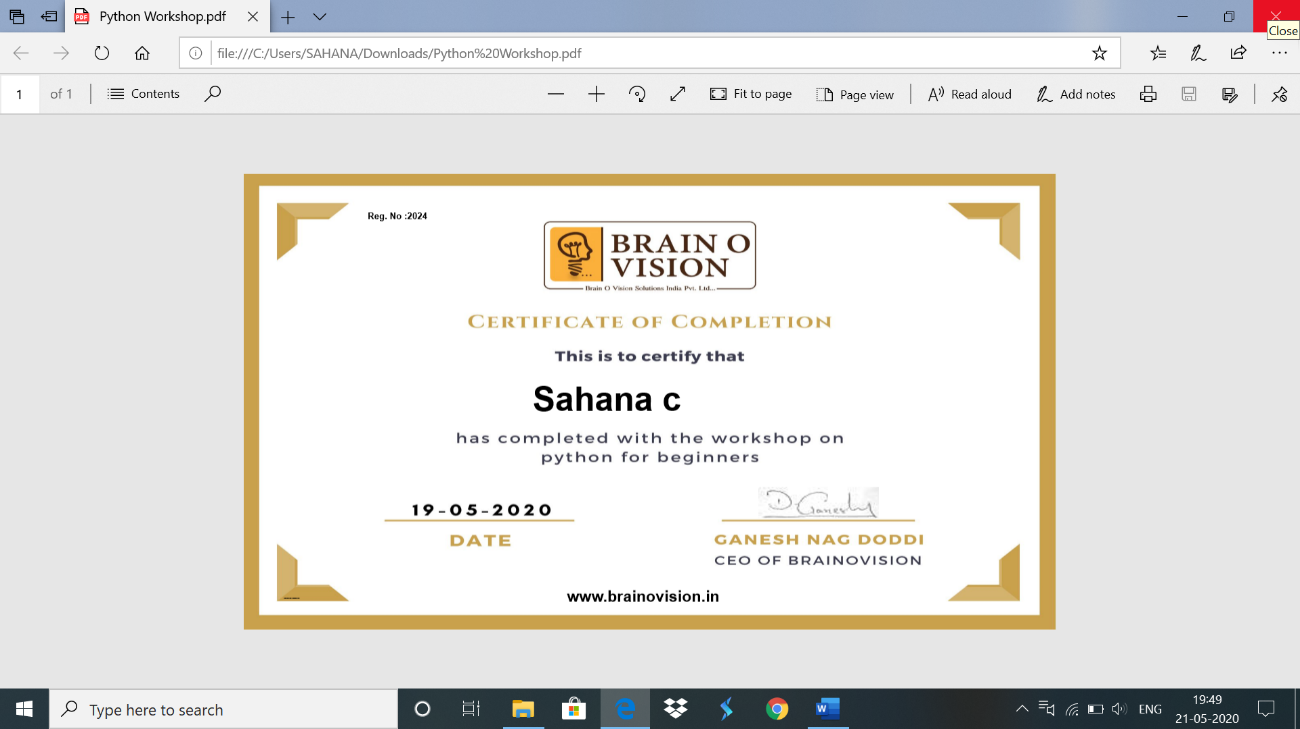 Python Workshop.pdf
Close
file:///C:/Users/SAHANA/Downloads/Python%20Workshop.pdf
1 of 1 Contents Fit to page Page view Read aloud Add notes
Reg. No :2024
BRAIN O
VISION
Brain O Vision Solutions India Pvt. Ltd...
CERTIFICATE OF COMPLETION
This is to certify that
Sahana c
has completed with the workshop on
python for beginners
19-05-2020
D. Ganesh
DATE
GANESH NAG DODDI
CEO OF BRAINOVISION
www.brainovision.in
Type here to search
ENG
19:49
21-05-2020